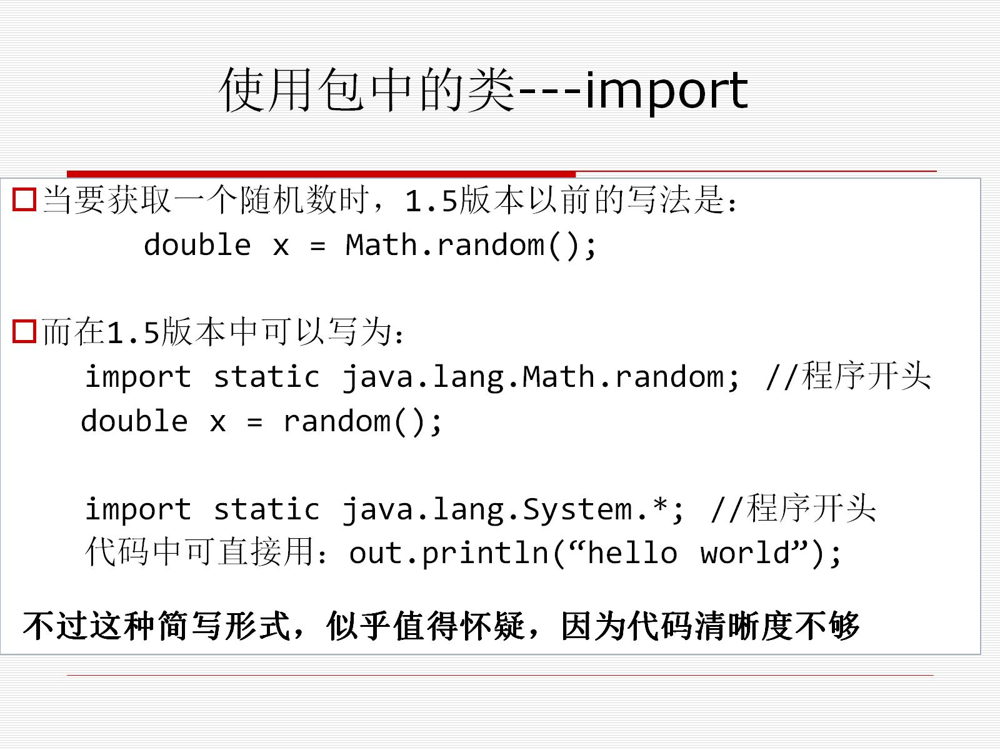 使用包中的类---import
当要获取一个随机数时，1.5版本以前的写法是：
double x = Math.random();
而在1.5版本中可以写为：
import static java.lang.Math.random; //程序开头
double x = random();
import static java.lang.System.*; //程序开头
代码中可直接用：out.println(“hello world”);
不过这种简写形式，似乎值得怀疑，因为代码清晰度不够